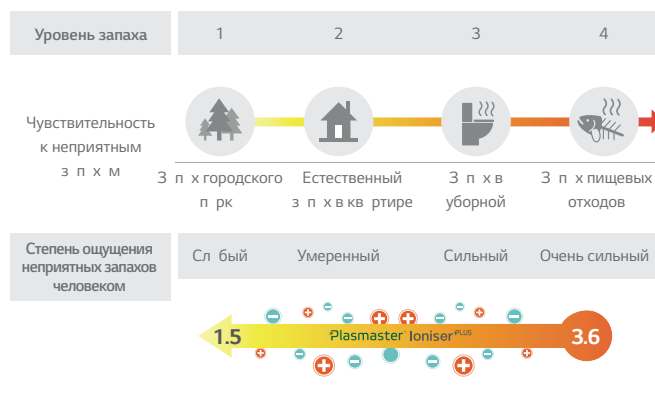 Уровень запаха 1 2 3 4
Чувствительность
к неприятным
з п х м
З п х городского Естественный З п х в З п х пищевых
п рк з п х в кв ртире уборной отходов
Степень ощущения
неприятных запахов
человеком
Сл бый Умеренный Сильный Очень сильный
1.5 Plasmaster Ioniser PLUS 3.6